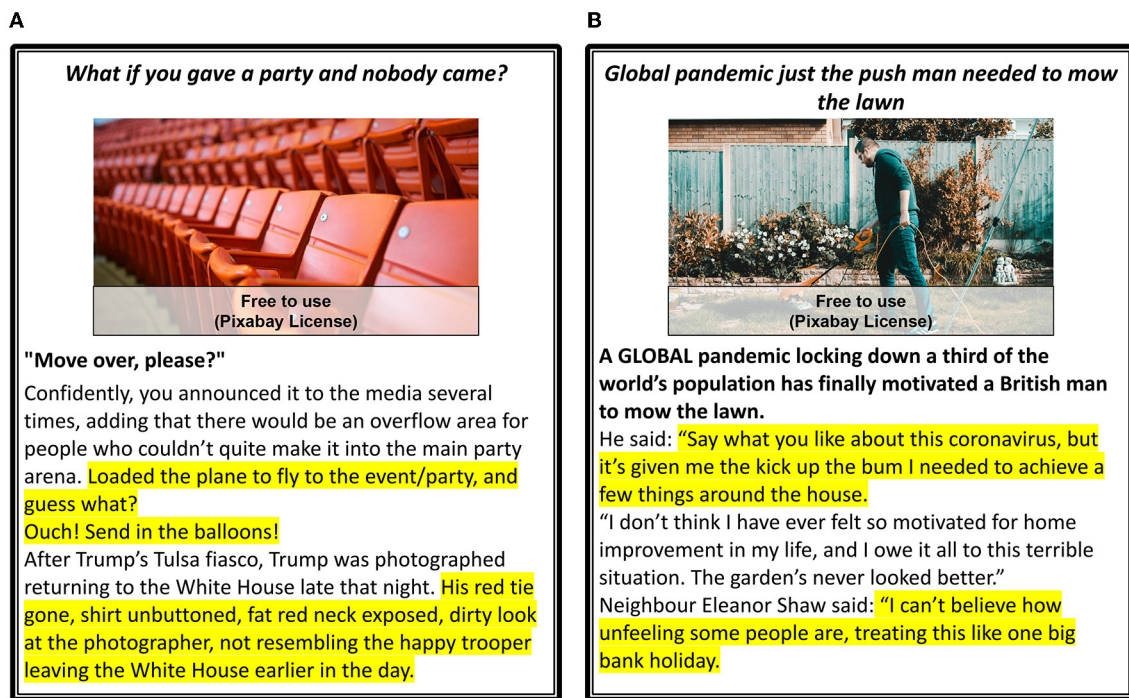 A
What if you gave a party and nobody came?
Free to use
(Pixabay License)
"Move over, please?"
Confidently, you announced it to the media several
times, adding that there would be an overflow area for
people who couldn’t quite make it into the main party
arena. Loaded the plane to fly to the event/party, and
guess what?
Ouch! Send in the balloons!
After Trump’s Tulsa fiasco, Trump was photographed
returning to the White House late that night. His red tie
gone, shirt unbuttoned, fat red neck exposed, dirty look
at the photographer, not resembling the happy trooper
leaving the White House earlier in the day.
B
Global pandemic just the push man needed to mow
the lawn
Free to use
(Pixabay License)
A GLOBAL pandemic locking down a third of the
world’s population has finally motivated a British man
to mow the lawn.
He said: “Say what you like about this coronavirus, but
it’s given me the kick up the bum I needed to achieve a
few things around the house.
“I don’t think I have ever felt so motivated for home
improvement in my life, and I owe it all to this terrible
situation. The garden’s never looked better.”
Neighbour Eleanor Shaw said: “I can’t believe how
unfeeling some people are, treating this like one big
bank holiday.